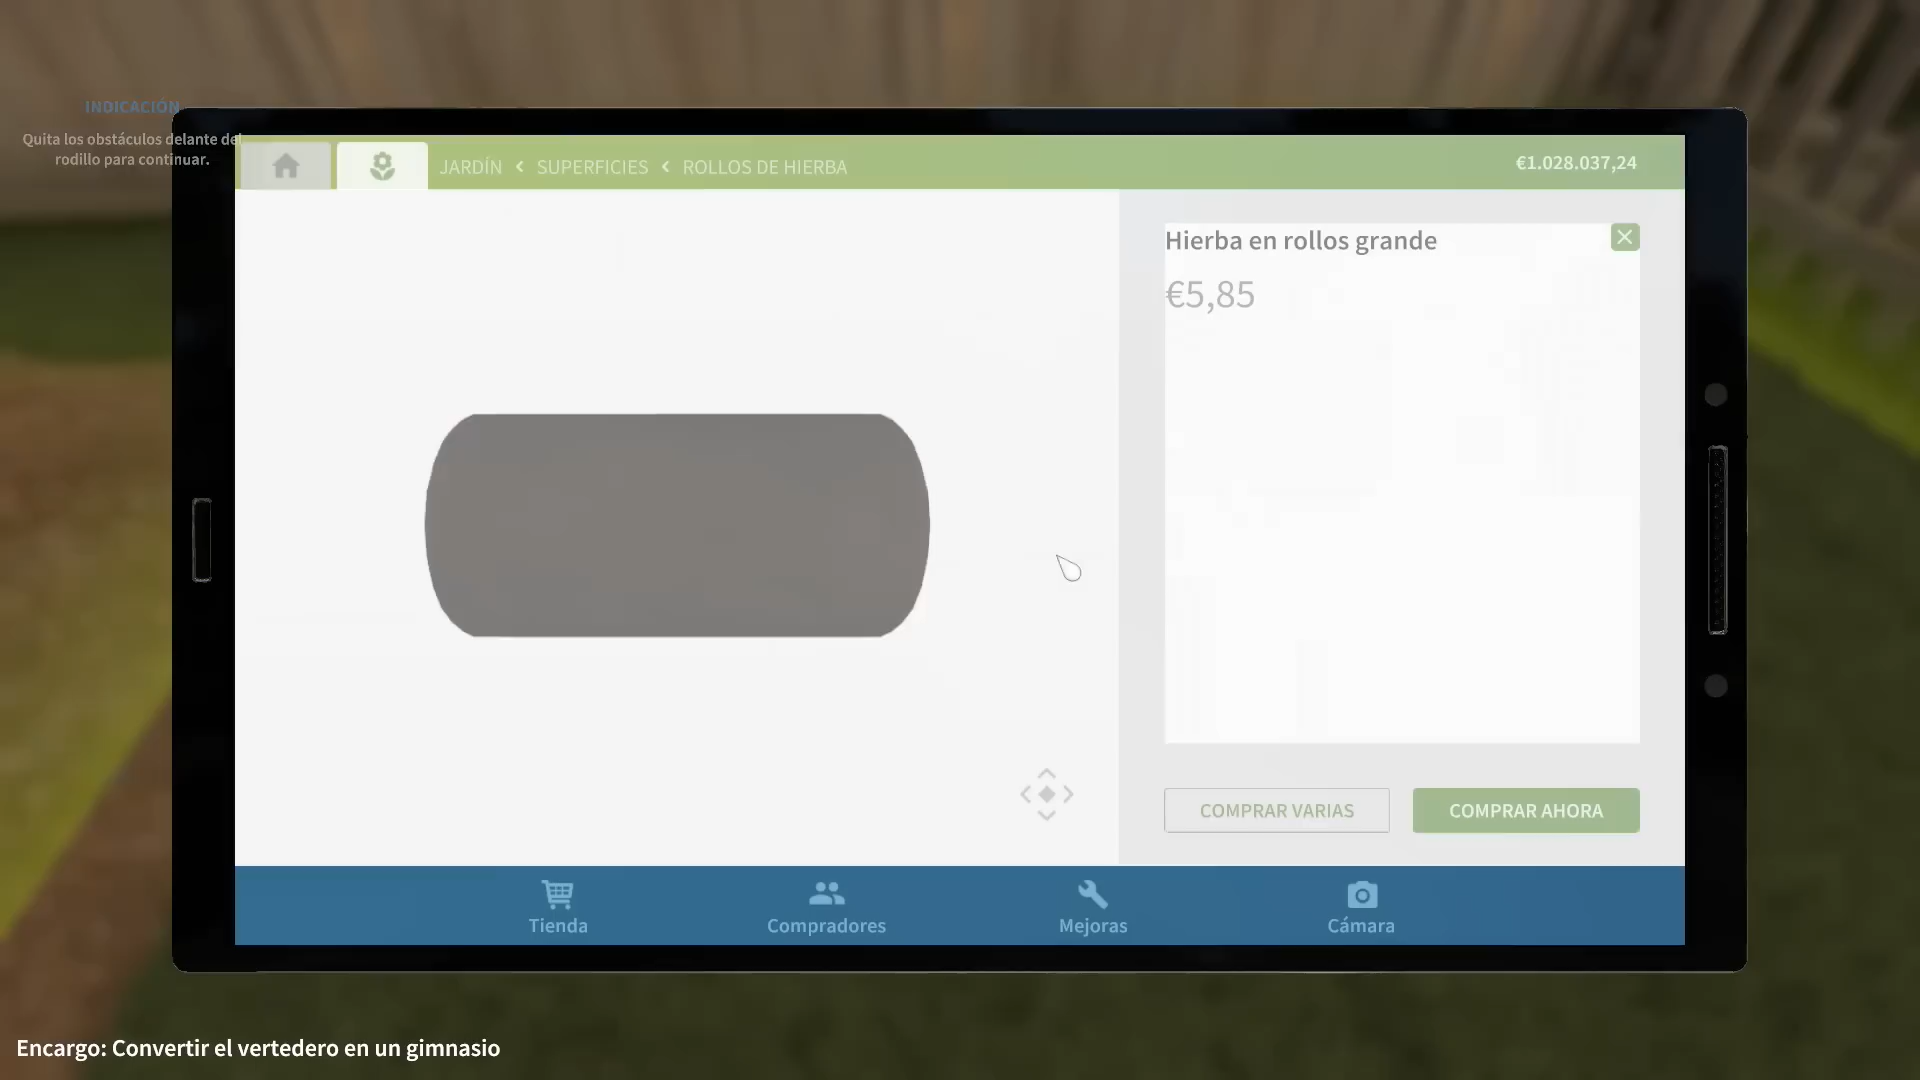 INDICACIÓN
Quita los obstáculos delante del
rodillo para continuar.
JARDÍN < SUPERFICIES < ROLLOS DE HIERBA
€1.028.037,24
Hierba en rollos grande
€5,85
COMPRAR VARIAS
COMPRAR AHORA
Tienda
Compradores
Mejoras
Cámara
Encargo: Convertir el vertedero en un gimnasio